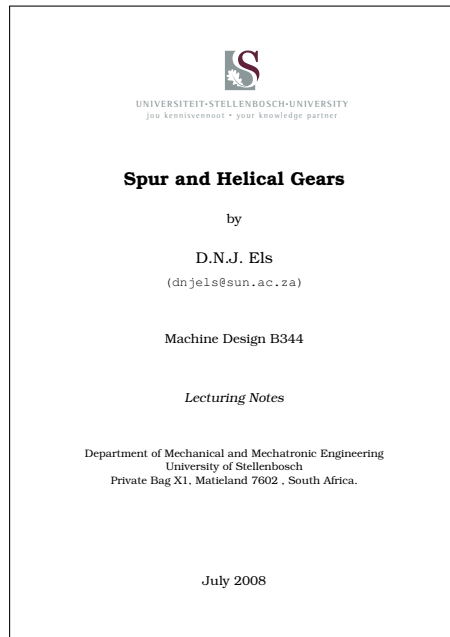 S
UNIVERSITEIT•STELLENBOSCH•UNIVERSITY
jou kennisvennoot • your knowledge partner
Spur and Helical Gears
by
D.N.J. Els
(dnjels@sun.ac.za)
Machine Design B344
Lecturing Notes
Department of Mechanical and Mechatronic Engineering
University of Stellenbosch
Private Bag X1, Matieland 7602 , South Africa.
July 2008